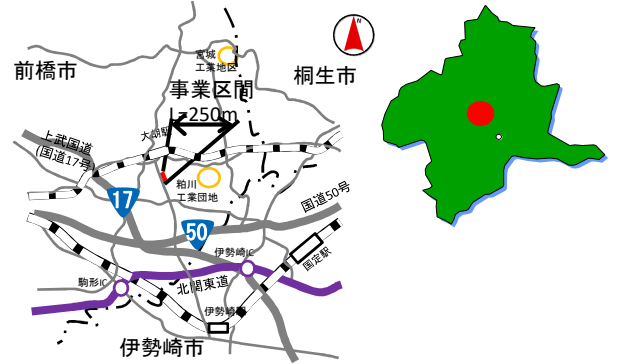 宮城
工業地区
前橋市
桐生市
事業区間
L=250m
大胡駅
上武国道
(国道17号)
粕川
工業団地
17
国道50号
50
伊勢崎IC
国定駅
駒形IC
北関東道
伊勢崎駅
伊勢崎市
N